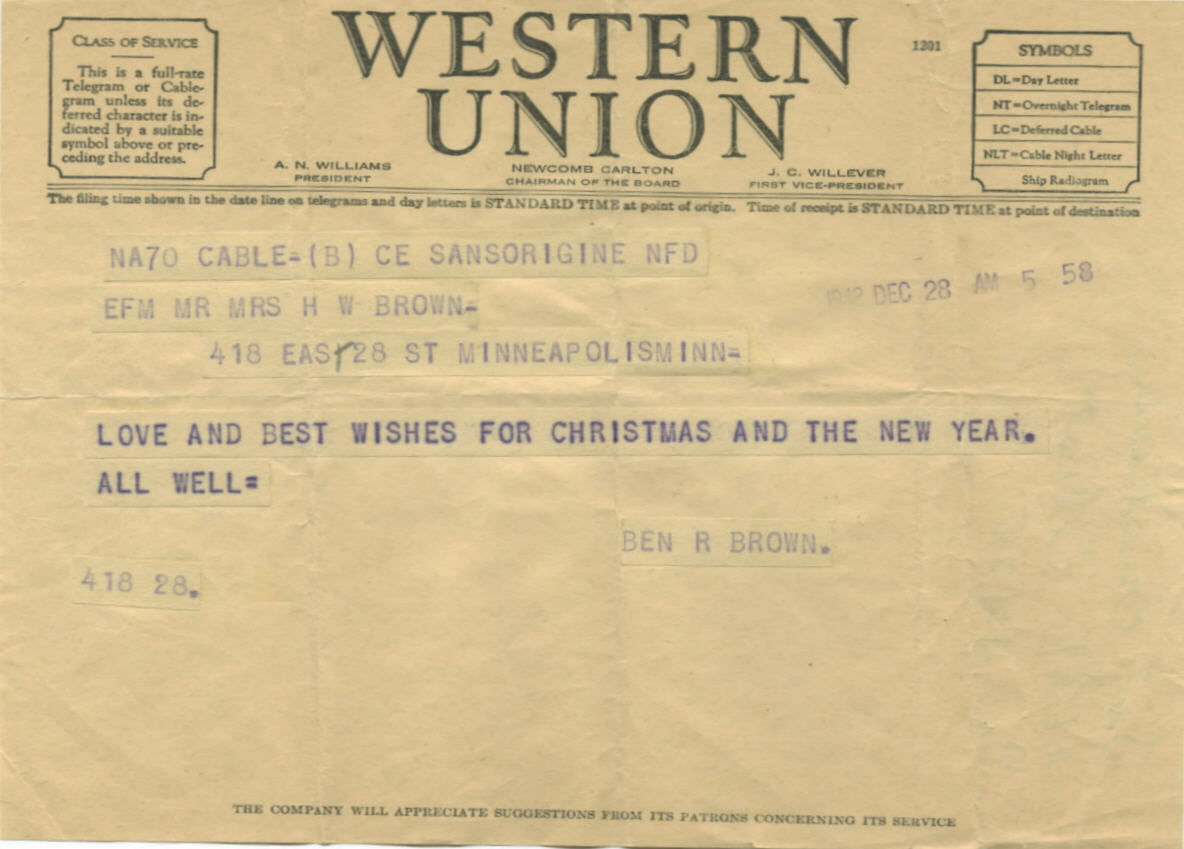 CLASS OF SERVICE
This is a full-rate
Telegram or Cable-
gram unless its de-
ferred character is in-
dicated by a suitable
symbol above or pre-
ceding the address.
WESTERN
UNION
1201
A. N. WILLIAMS
PRESIDENT
NEWCOMB CARLTON
CHAIRMAN OF THE BOARD
J. C. WILLEVER
FIRST VICE-PRESIDENT
SYMBOLS
DL=Day Letter
NT=Overnight Telegram
LC=Deferred Cable
NLT=Cable Night Letter
Ship Radiogram
The filing time shown in the date line on telegrams and day letters is STANDARD TIME at point of origin. Time of receipt is STANDARD TIME at point of destination
NA70 CABLE=(B) CE SANSORIGINE NFD
1942 DEC 28 AM 5 58
EFM MR MRS H W BROWN=
418 EAST 28 ST MINNEAPOLISMINN=
LOVE AND BEST WISHES FOR CHRISTMAS AND THE NEW YEAR.
ALL WELL=
BEN R BROWN.
418 28.
THE COMPANY WILL APPRECIATE SUGGESTIONS FROM ITS PATRONS CONCERNING ITS SERVICE